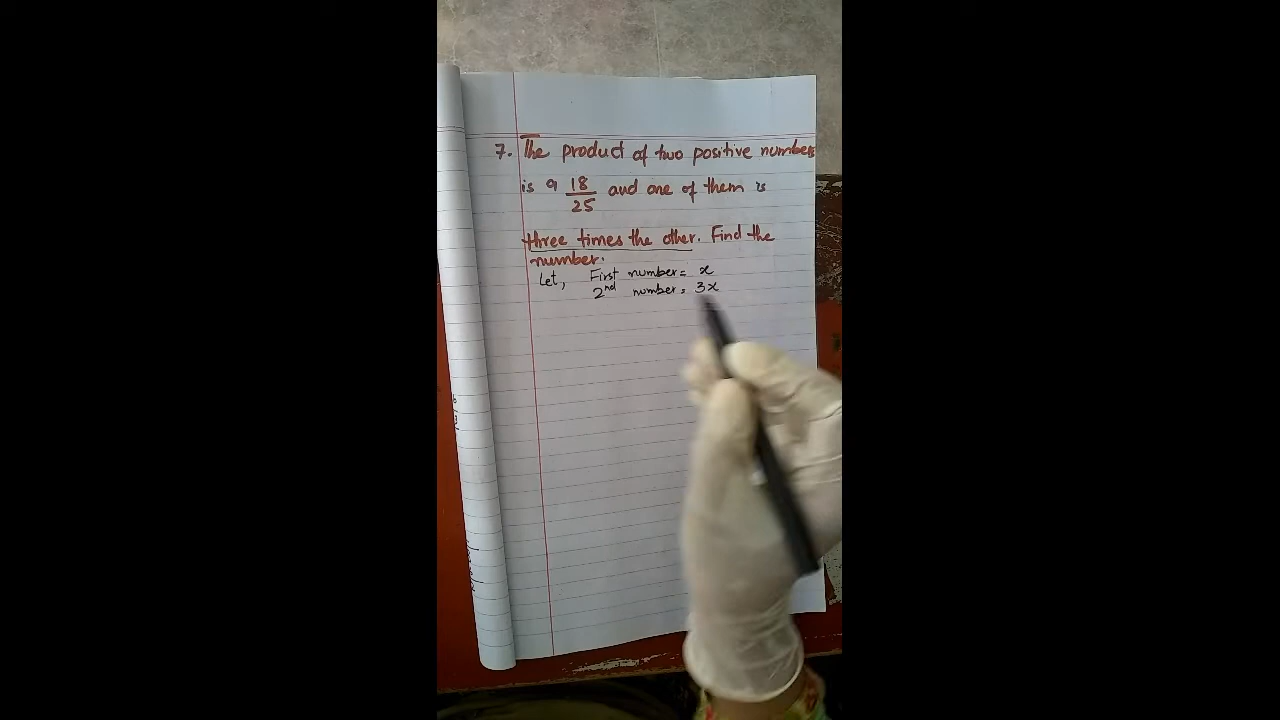 7. The product of two positive numbers
is 9 18/25 and one of them is
three times the other. Find the
number.
Let, First number = x
2nd number = 3x